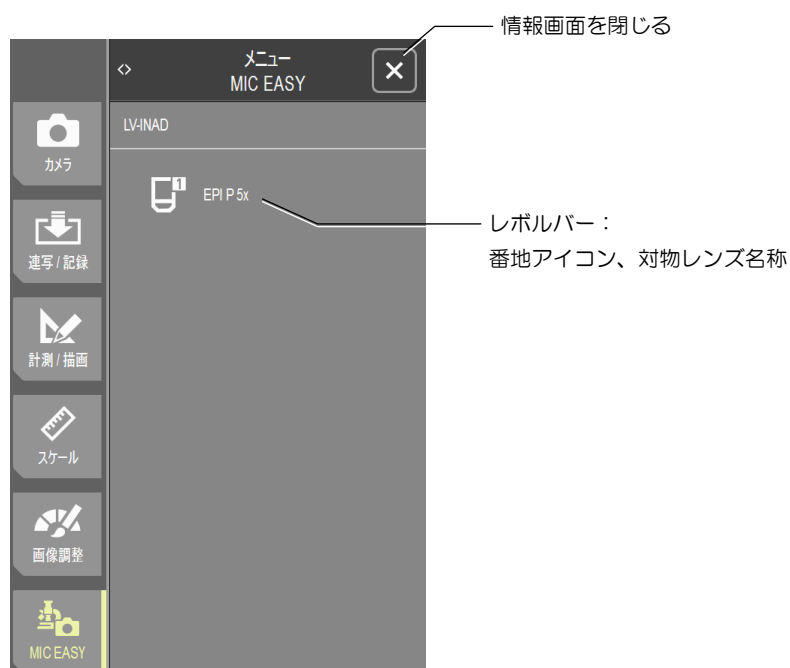 情報画面を閉じる
<> メニュー
MIC EASY
カメラ
LV-INAD
1 EPI P 5x
連写 / 記録
レボルバー：
番地アイコン、対物レンズ名称
計測 / 描画
スケール
画像調整
MIC EASY